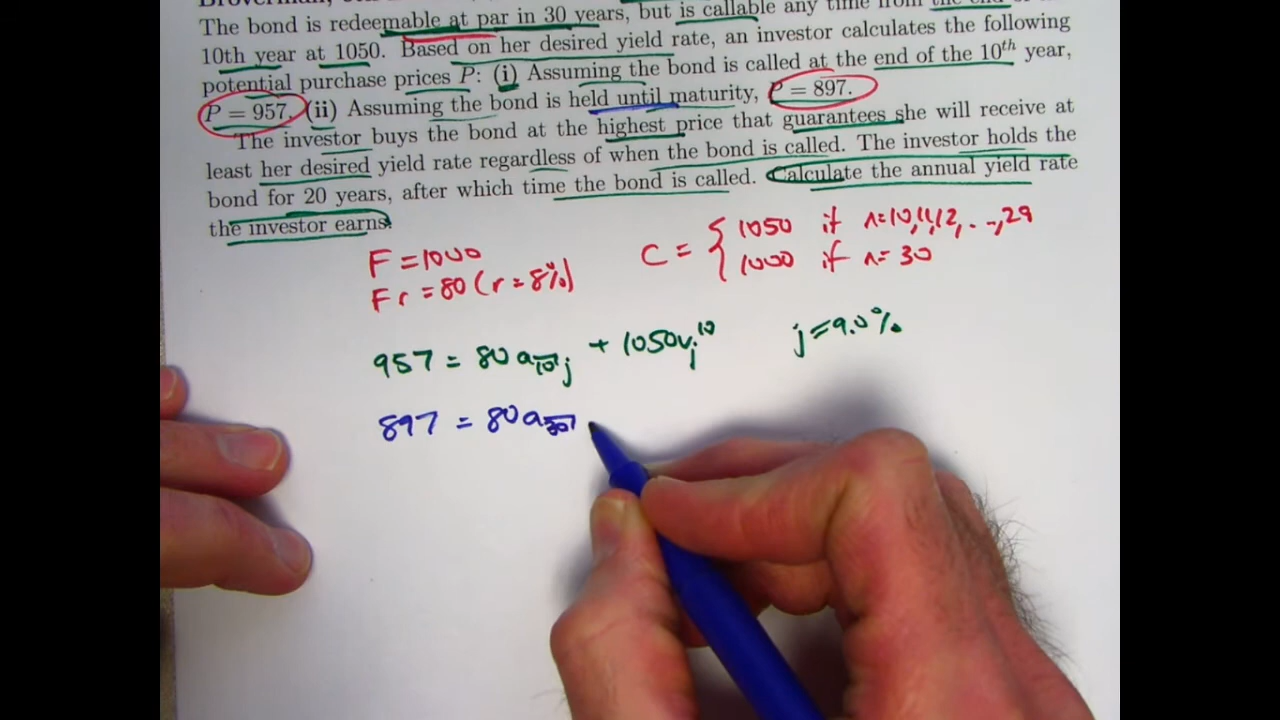 The bond is redeemable at par in 30 years, but is callable any time from the end of
10th year at 1050. Based on her desired yield rate, an investor calculates the following
potential purchase prices P: (i) Assuming the bond is called at the end of the 10th year,
P = 957. (ii) Assuming the bond is held until maturity, P = 897.
The investor buys the bond at the highest price that guarantees she will receive at
least her desired yield rate regardless of when the bond is called. The investor holds the
bond for 20 years, after which time the bond is called. Calculate the annual yield rate
the investor earns.
F = 1000
Fr = 80 (r = 8%)
C = { 1050 if n=10,11,12, ..., 29
1000 if n = 30
957 = 80 a10 j + 1050 vj^10 j = 9.0%
897 = 80 a30